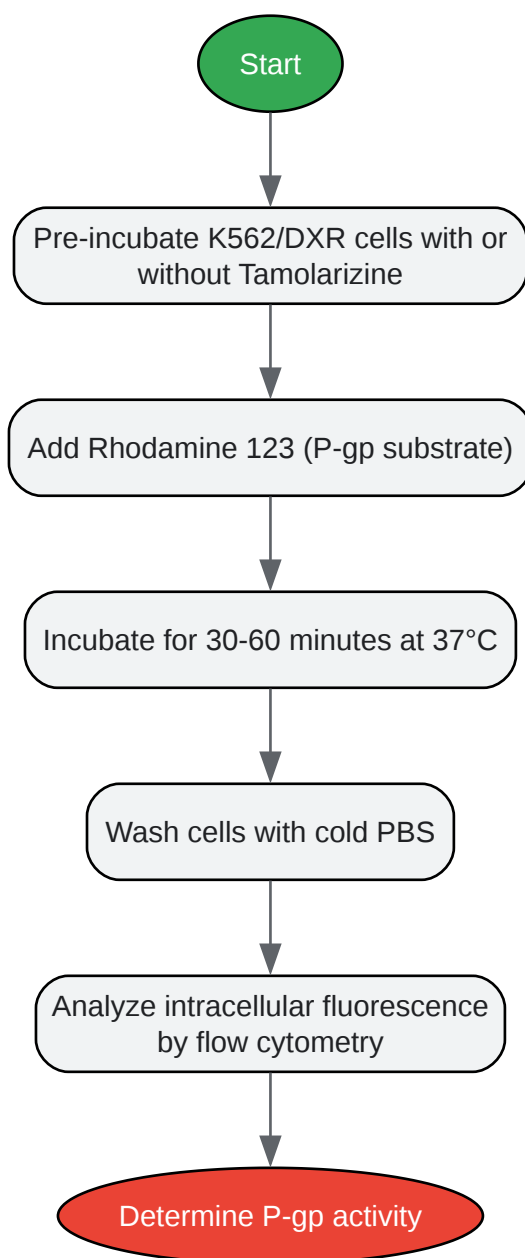 Start
Pre-incubate K562/DXR cells with or
without Tamolarizine
Add Rhodamine 123 (P-gp substrate)
Incubate for 30-60 minutes at 37°C
Wash cells with cold PBS
Analyze intracellular fluorescence
by flow cytometry
Determine P-gp activity